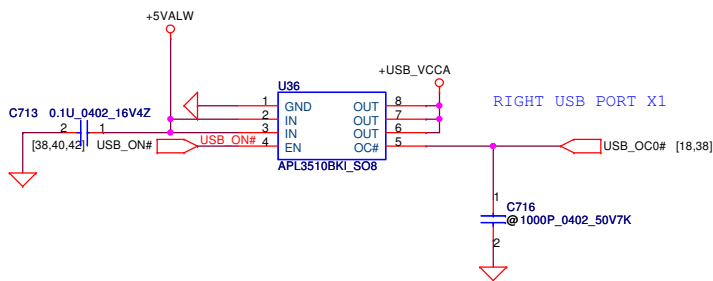 +5VALW
+USB_VCCA
U36
RIGHT USB PORT X1
C713 0.1U_0402_16V4Z
1 GND OUT 8
2 IN OUT 7
3 IN OUT 6
4 EN OC# 5
2 1
[38,40,42] USB_ON# USB_ON#
USB_OC0# [18,38]
APL3510BKI_SO8
1
C716
@ 1000P_0402_50V7K
2